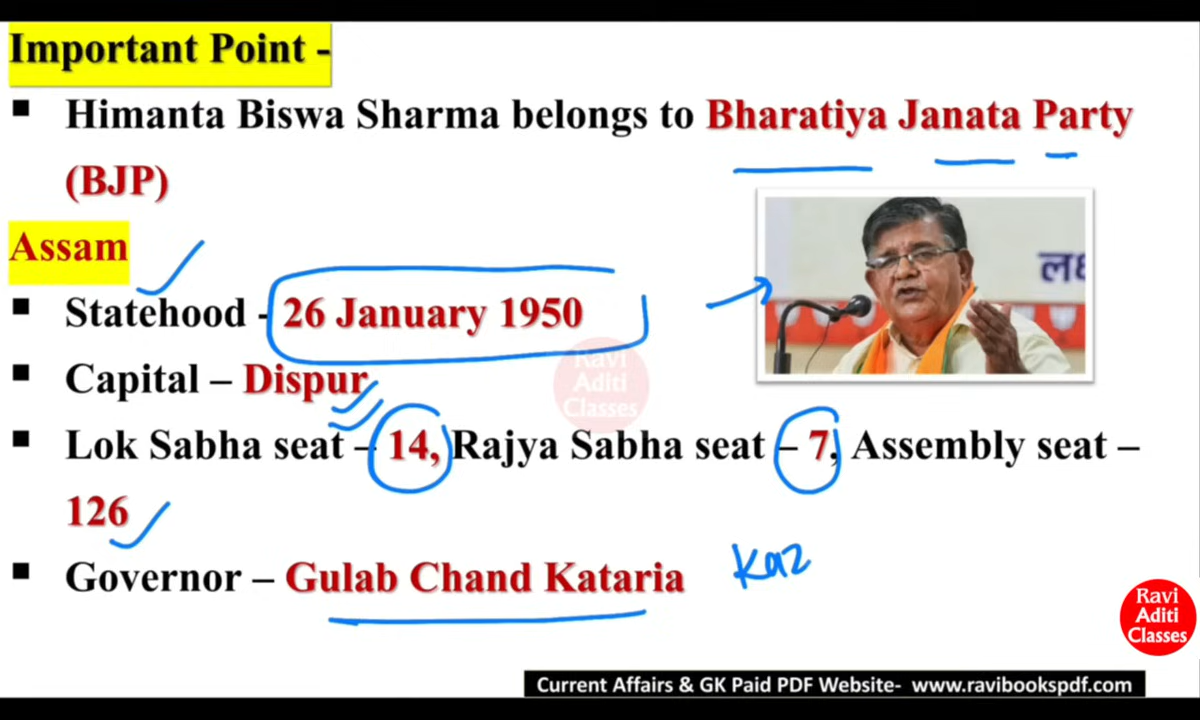 Important Point -
▪ Himanta Biswa Sharma belongs to Bharatiya Janata Party
(BJP)
Assam
▪ Statehood - 26 January 1950
▪ Capital – Dispur
▪ Lok Sabha seat – 14, Rajya Sabha seat – 7, Assembly seat –
126
▪ Governor – Gulab Chand Kataria
Kaz
लक्ष
Ravi
Aditi
Classes
Ravi
Aditi
Classes
Current Affairs & GK Paid PDF Website- www.ravibookspdf.com